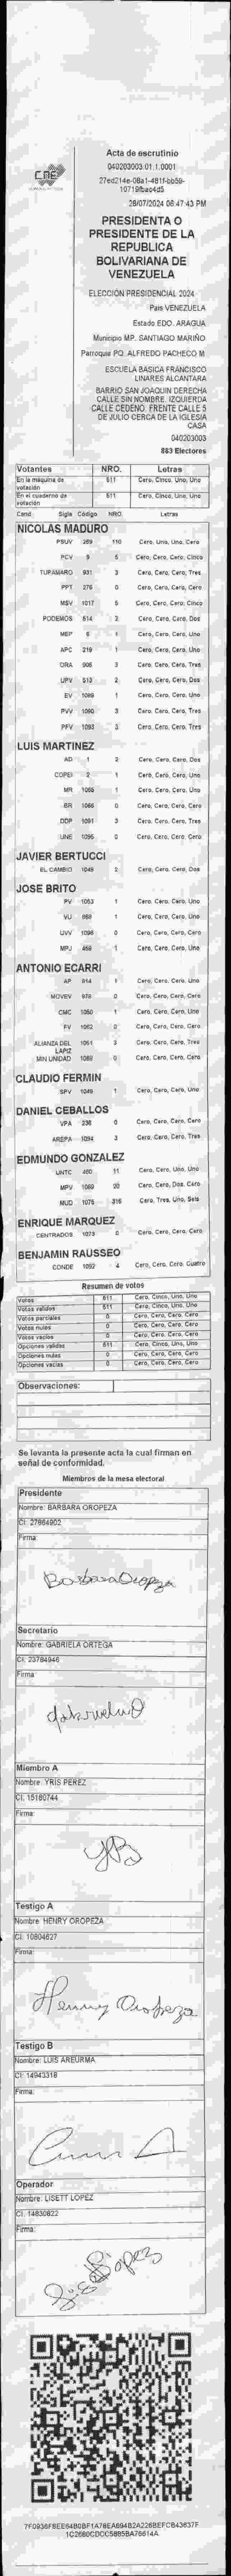 CNE
Acta de escrutinio
040203003.01.1.0001
28/07/2024 08:47:43 PM
PRESIDENTA O
PRESIDENTE DE LA
REPUBLICA
BOLIVARIANA DE
VENEZUELA
ELECCIÓN PRESIDENCIAL 2024
Pais VENEZUELA
Estado EDO. ARAGUA
Municipio MP. SANTIAGO MARIÑO
Parroquia PQ. ALFREDO PACHECO M
ESCUELA BASICA FRANCISCO
LINARES ALCANTARA
BARRIO SAN JOAQUIN DERECHA
CALLE SIN NOMBRE. IZQUIERDA
CALLE CEDEÑO. FRENTE CALLE 5
DE JULIO CERCA DE LA IGLESIA
CASA
040203003
883 Electores
Votantes NRO. Letras
En la máquina de votación 511 Cero, Cinco, Uno, Uno
En el cuaderno de votación 511 Cero, Cinco, Uno, Uno
Cand Sigla Código NRO. Letras
NICOLAS MADURO
PSUV 289 110 Cero, Uno, Uno, Cero
PCV 5 Cero, Cero, Cero, Cinco
TUPAMARO 931 3 Cero, Cero, Cero, Tres
PPT 276 0 Cero, Cero, Cero, Cero
MSV 1017 5 Cero, Cero, Cero, Cinco
PODEMOS 814 2 Cero, Cero, Cero, Dos
MEP 6 1 Cero, Cero, Cero, Uno
APC 219 1 Cero, Cero, Cero, Uno
ORA 906 3 Cero, Cero, Cero, Tres
UPV 513 2 Cero, Cero, Cero, Dos
EV 1089 1 Cero, Cero, Cero, Uno
PVV 1090 3 Cero, Cero, Cero, Tres
PFV 1093 3 Cero, Cero, Cero, Tres
LUIS MARTINEZ
AD 1 2 Cero, Cero, Cero, Dos
COPEI 2 1 Cero, Cero, Cero, Uno
MR 1055 1 Cero, Cero, Cero, Uno
BR 1066 0 Cero, Cero, Cero, Cero
DDP 1091 3 Cero, Cero, Cero, Tres
UNE 1095 0 Cero, Cero, Cero, Cero
JAVIER BERTUCCI
EL CAMBIO 1049 2 Cero, Cero, Cero, Dos
JOSE BRITO
PV 1053 1 Cero, Cero, Cero, Uno
VU 868 1 Cero, Cero, Cero, Uno
UVV 1096 0 Cero, Cero, Cero, Cero
MPJ 459 1 Cero, Cero, Cero, Uno
ANTONIO ECARRI
AP 914 1 Cero, Cero, Cero, Uno
MOVEV 978 0 Cero, Cero, Cero, Cero
CMC 1050 1 Cero, Cero, Cero, Uno
FV 1062 0 Cero, Cero, Cero, Cero
ALIANZA DEL LAPIZ 1051 3 Cero, Cero, Cero, Tres
MIN UNIDAD 1089 0 Cero, Cero, Cero, Cero
CLAUDIO FERMIN
SPV 1048 1 Cero, Cero, Cero, Uno
DANIEL CEBALLOS
VPA 236 0 Cero, Cero, Cero, Cero
AREPA 1094 3 Cero, Cero, Cero, Tres
EDMUNDO GONZALEZ
UNTC 460 11 Cero, Cero, Uno, Uno
MPV 1069 20 Cero, Cero, Dos, Cero
MUD 1075 316 Cero, Tres, Uno, Seis
ENRIQUE MARQUEZ
CENTRADOS 1073 0 Cero, Cero, Cero, Cero
BENJAMIN RAUSSEO
CONDE 1092 4 Cero, Cero, Cero, Cuatro
Resumen de votos
Votos 511 Cero, Cinco, Uno, Uno
Votos válidos 511 Cero, Cinco, Uno, Uno
Votos parciales 0 Cero, Cero, Cero, Cero
Votos nulos 0 Cero, Cero, Cero, Cero
Votos vacíos 0 Cero, Cero, Cero, Cero
Opciones válidas 511 Cero, Cinco, Uno, Uno
Opciones nulas 0 Cero, Cero, Cero, Cero
Opciones vacías 0 Cero, Cero, Cero, Cero
Observaciones:
Se levanta la presente acta la cual firman en
señal de conformidad.
Miembros de la mesa electoral
Presidente
Nombre: BARBARA OROPEZA
CI: 27864902
Firma:
Barbara Oropeza
Secretario
Nombre: GABRIELA ORTEGA
CI: 23784946
Firma:
Miembro A
Nombre: YRIS PEREZ
CI: 15180744
Firma:
Testigo A
Nombre: HENRY OROPEZA
CI: 10804627
Firma:
Henry Oropeza
Testigo B
Nombre: LUIS AREURMA
CI: 14943318
Firma:
Operador
Nombre: LISETT LOPEZ
CI: 14830822
Firma: